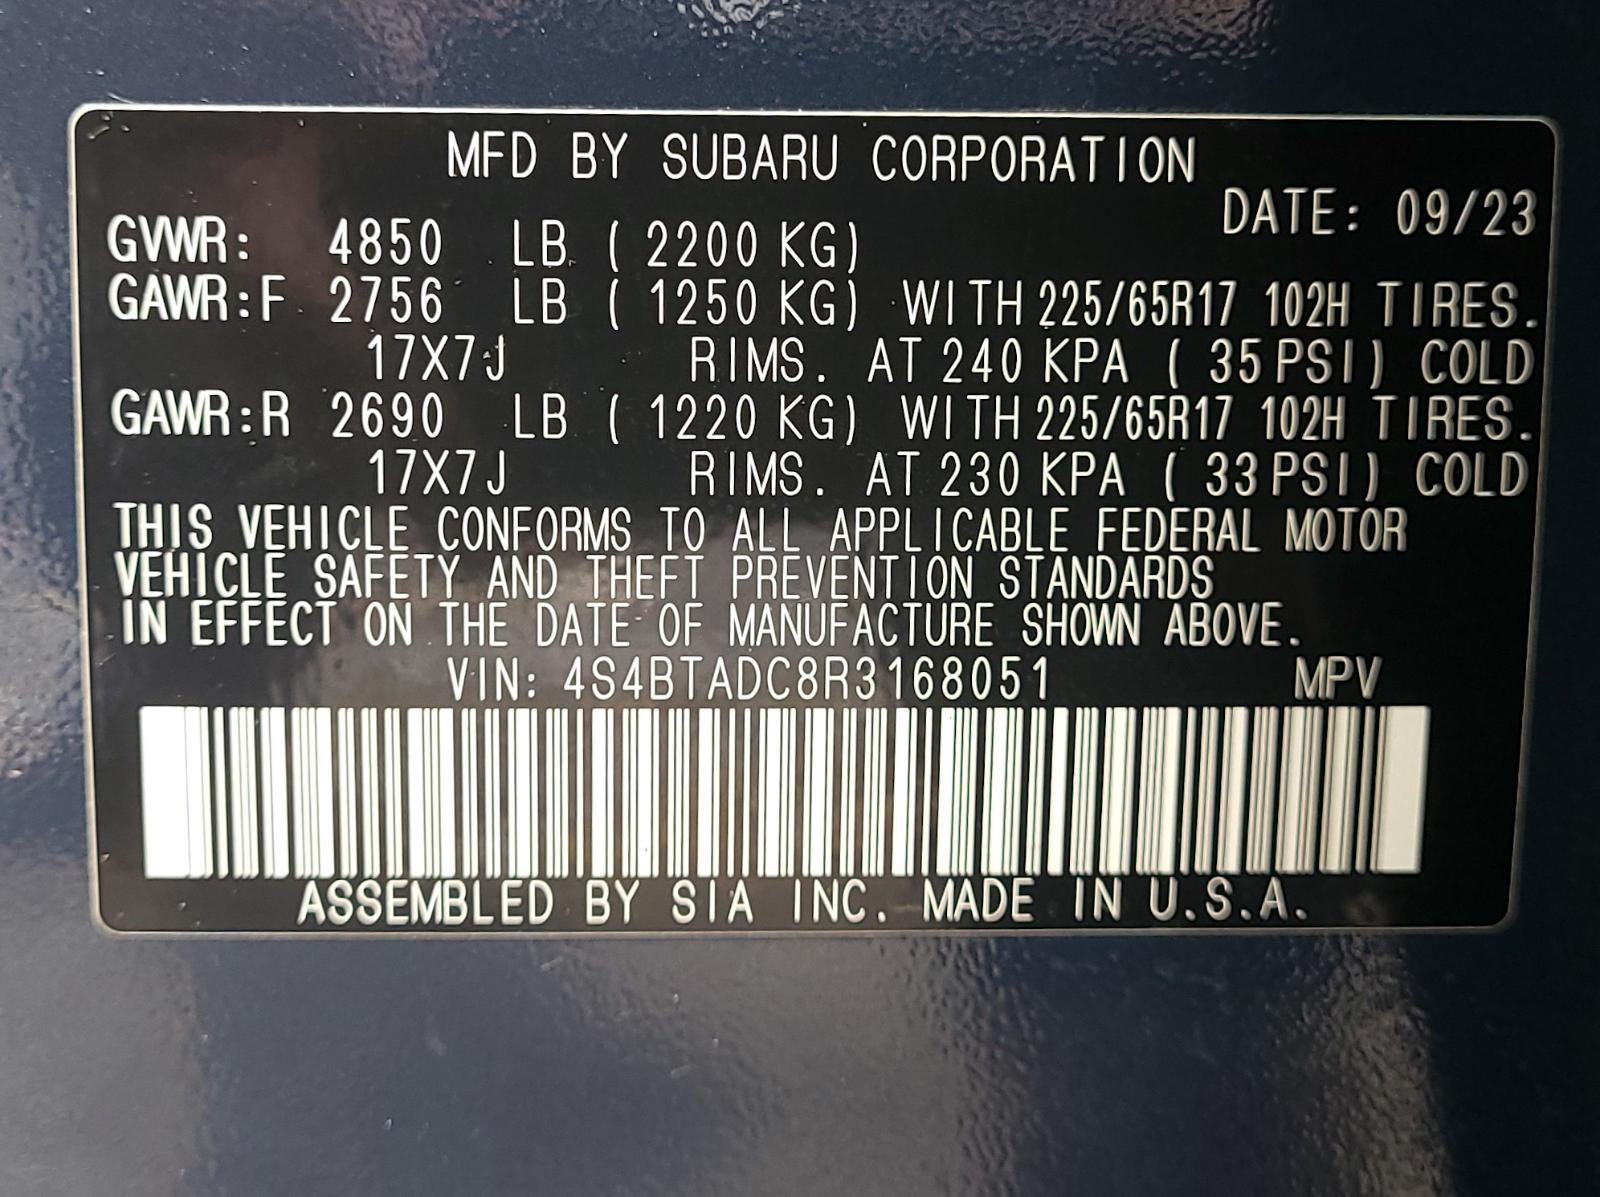 MFD BY SUBARU CORPORATION
DATE: 09/23
GVWR: 4850 LB ( 2200 KG)
GAWR:F 2756 LB ( 1250 KG) WITH 225/65R17 102H TIRES.
17X7J RIMS. AT 240 KPA ( 35 PSI) COLD
GAWR:R 2690 LB ( 1220 KG) WITH 225/65R17 102H TIRES.
17X7J RIMS. AT 230 KPA ( 33 PSI) COLD
THIS VEHICLE CONFORMS TO ALL APPLICABLE FEDERAL MOTOR
VEHICLE SAFETY AND THEFT PREVENTION STANDARDS
IN EFFECT ON THE DATE OF MANUFACTURE SHOWN ABOVE.
VIN: 4S4BTADC8R3168051 MPV
ASSEMBLED BY SIA INC. MADE IN U.S.A.